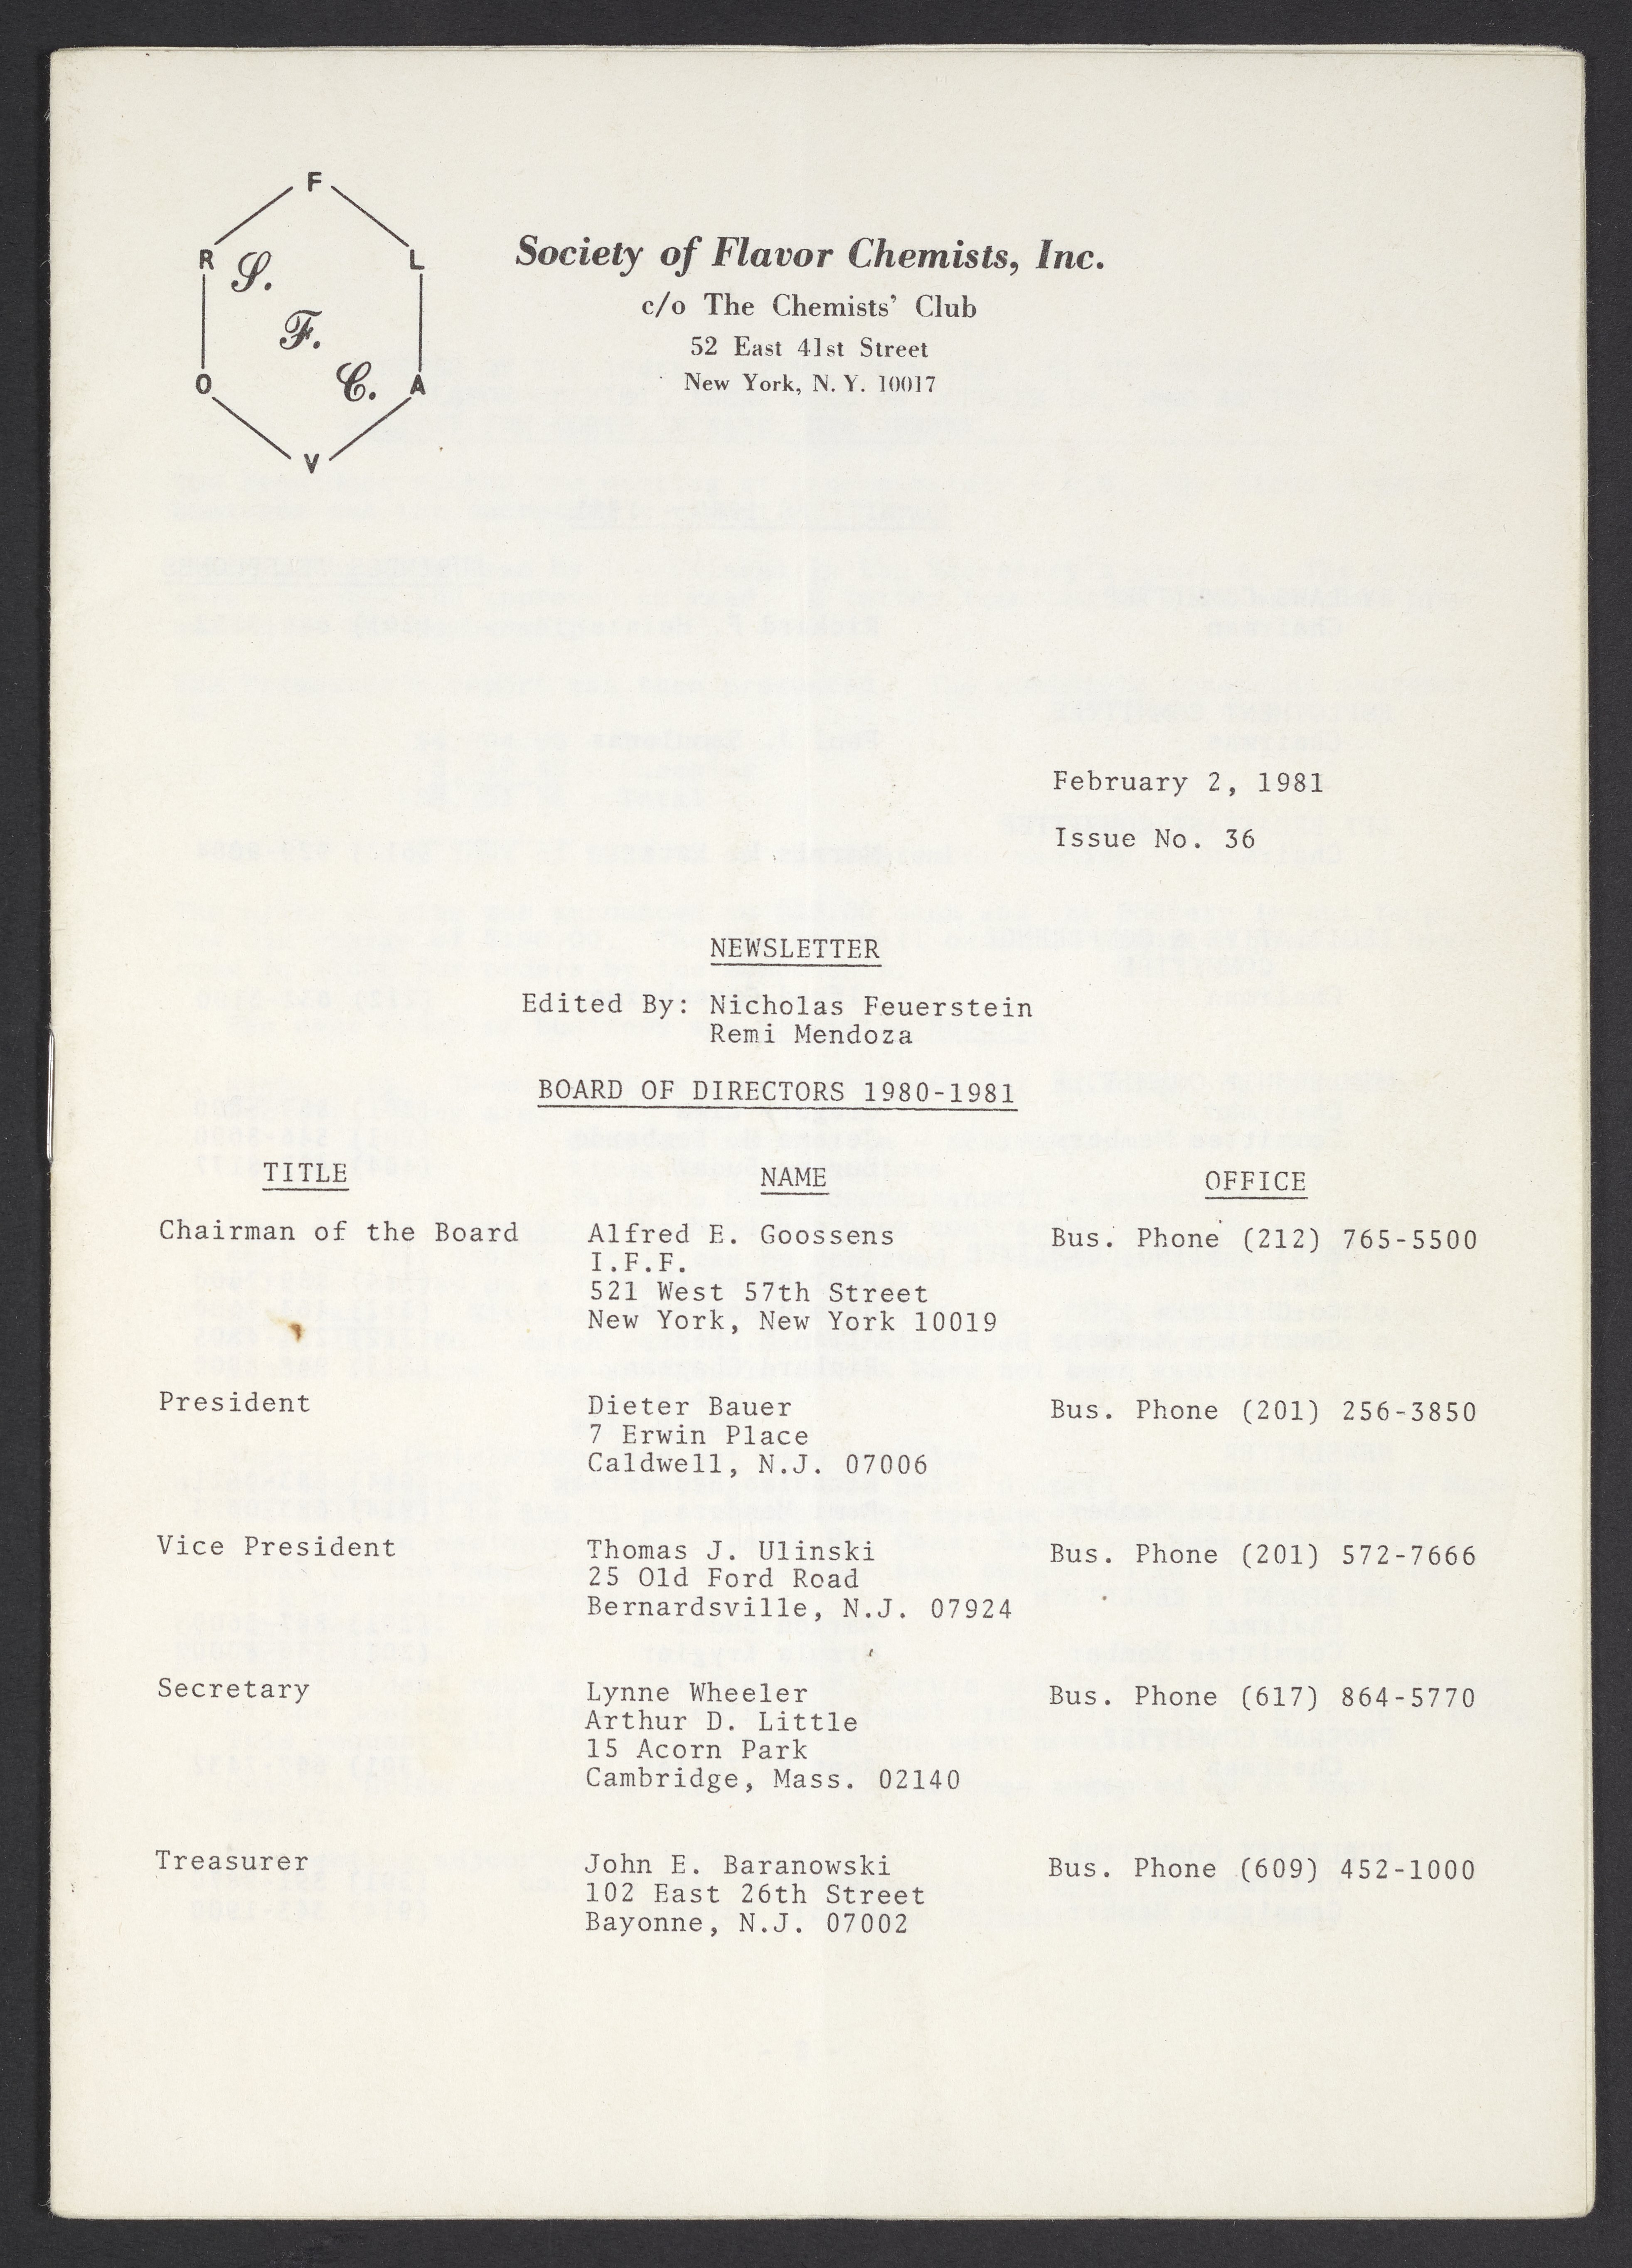 F
R
L
S.
F.
C.
O
A
V
Society of Flavor Chemists, Inc.
c/o The Chemists' Club
52 East 41st Street
New York, N. Y. 10017
February 2, 1981
Issue No. 36
NEWSLETTER
Edited By: Nicholas Feuerstein
Remi Mendoza
BOARD OF DIRECTORS 1980-1981
TITLE NAME OFFICE
Chairman of the Board Alfred E. Goossens Bus. Phone (212) 765-5500
I.F.F.
521 West 57th Street
New York, New York 10019
President Dieter Bauer Bus. Phone (201) 256-3850
7 Erwin Place
Caldwell, N.J. 07006
Vice President Thomas J. Ulinski Bus. Phone (201) 572-7666
25 Old Ford Road
Bernardsville, N.J. 07924
Secretary Lynne Wheeler Bus. Phone (617) 864-5770
Arthur D. Little
15 Acorn Park
Cambridge, Mass. 02140
Treasurer John E. Baranowski Bus. Phone (609) 452-1000
102 East 26th Street
Bayonne, N.J. 07002